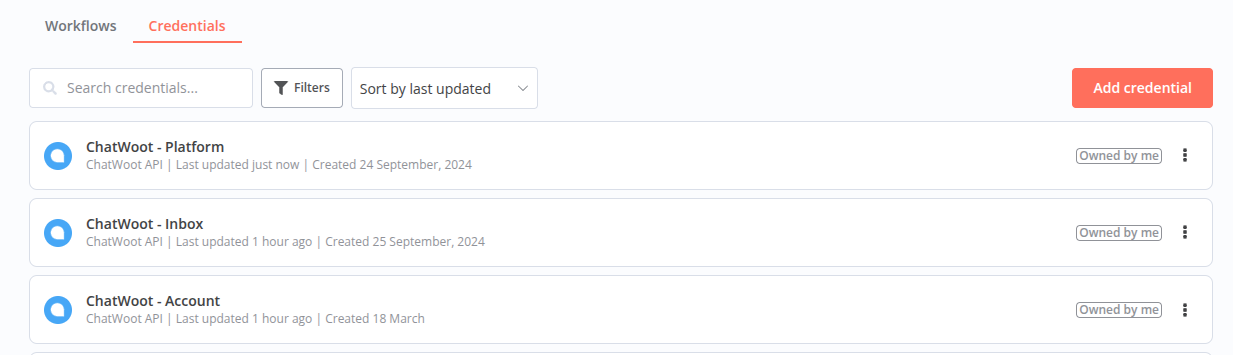 Workflows Credentials
Search credentials... Filters Sort by last updated Add credential
ChatWoot - Platform
ChatWoot API | Last updated just now | Created 24 September, 2024 Owned by me
ChatWoot - Inbox
ChatWoot API | Last updated 1 hour ago | Created 25 September, 2024 Owned by me
ChatWoot - Account
ChatWoot API | Last updated 1 hour ago | Created 18 March Owned by me